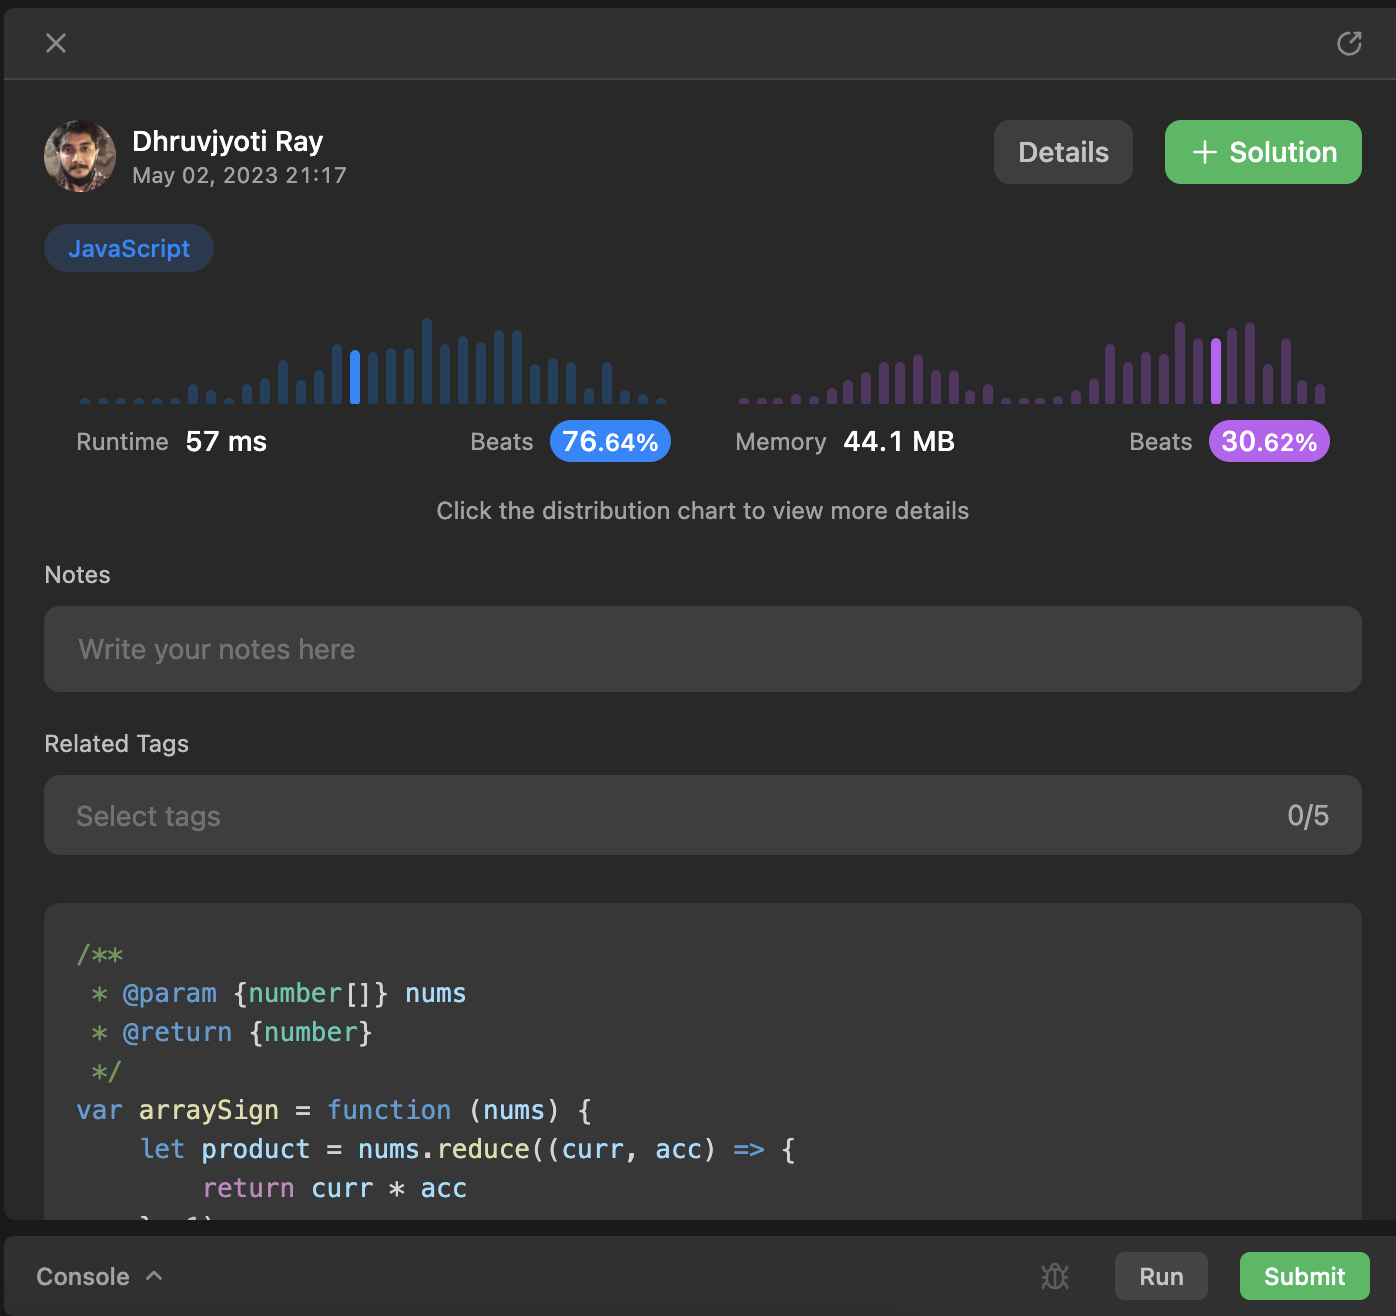 Dhruvjyoti Ray
May 02, 2023 21:17
Details
+ Solution
JavaScript
Runtime 57 ms
Beats 76.64%
Memory 44.1 MB
Beats 30.62%
Click the distribution chart to view more details
Notes
Write your notes here
Related Tags
Select tags
0/5
/**
 * @param {number[]} nums
 * @return {number}
 */
var arraySign = function (nums) {
    let product = nums.reduce((curr, acc) => {
        return curr * acc
Console
Run
Submit